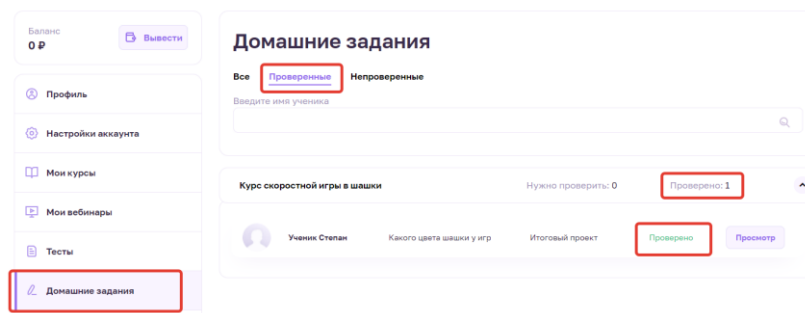 Баланс
0 ₽
Вывести
Профиль
Настройки аккаунта
Мои курсы
Мои вебинары
Тесты
Домашние задания
Домашние задания
Все Проверенные Непроверенные
Введите имя ученика
Курс скоростной игры в шашки Нужно проверить: 0 Проверено: 1
Ученик Степан Какого цвета шашки у игр Итоговый проект Проверено Просмотр